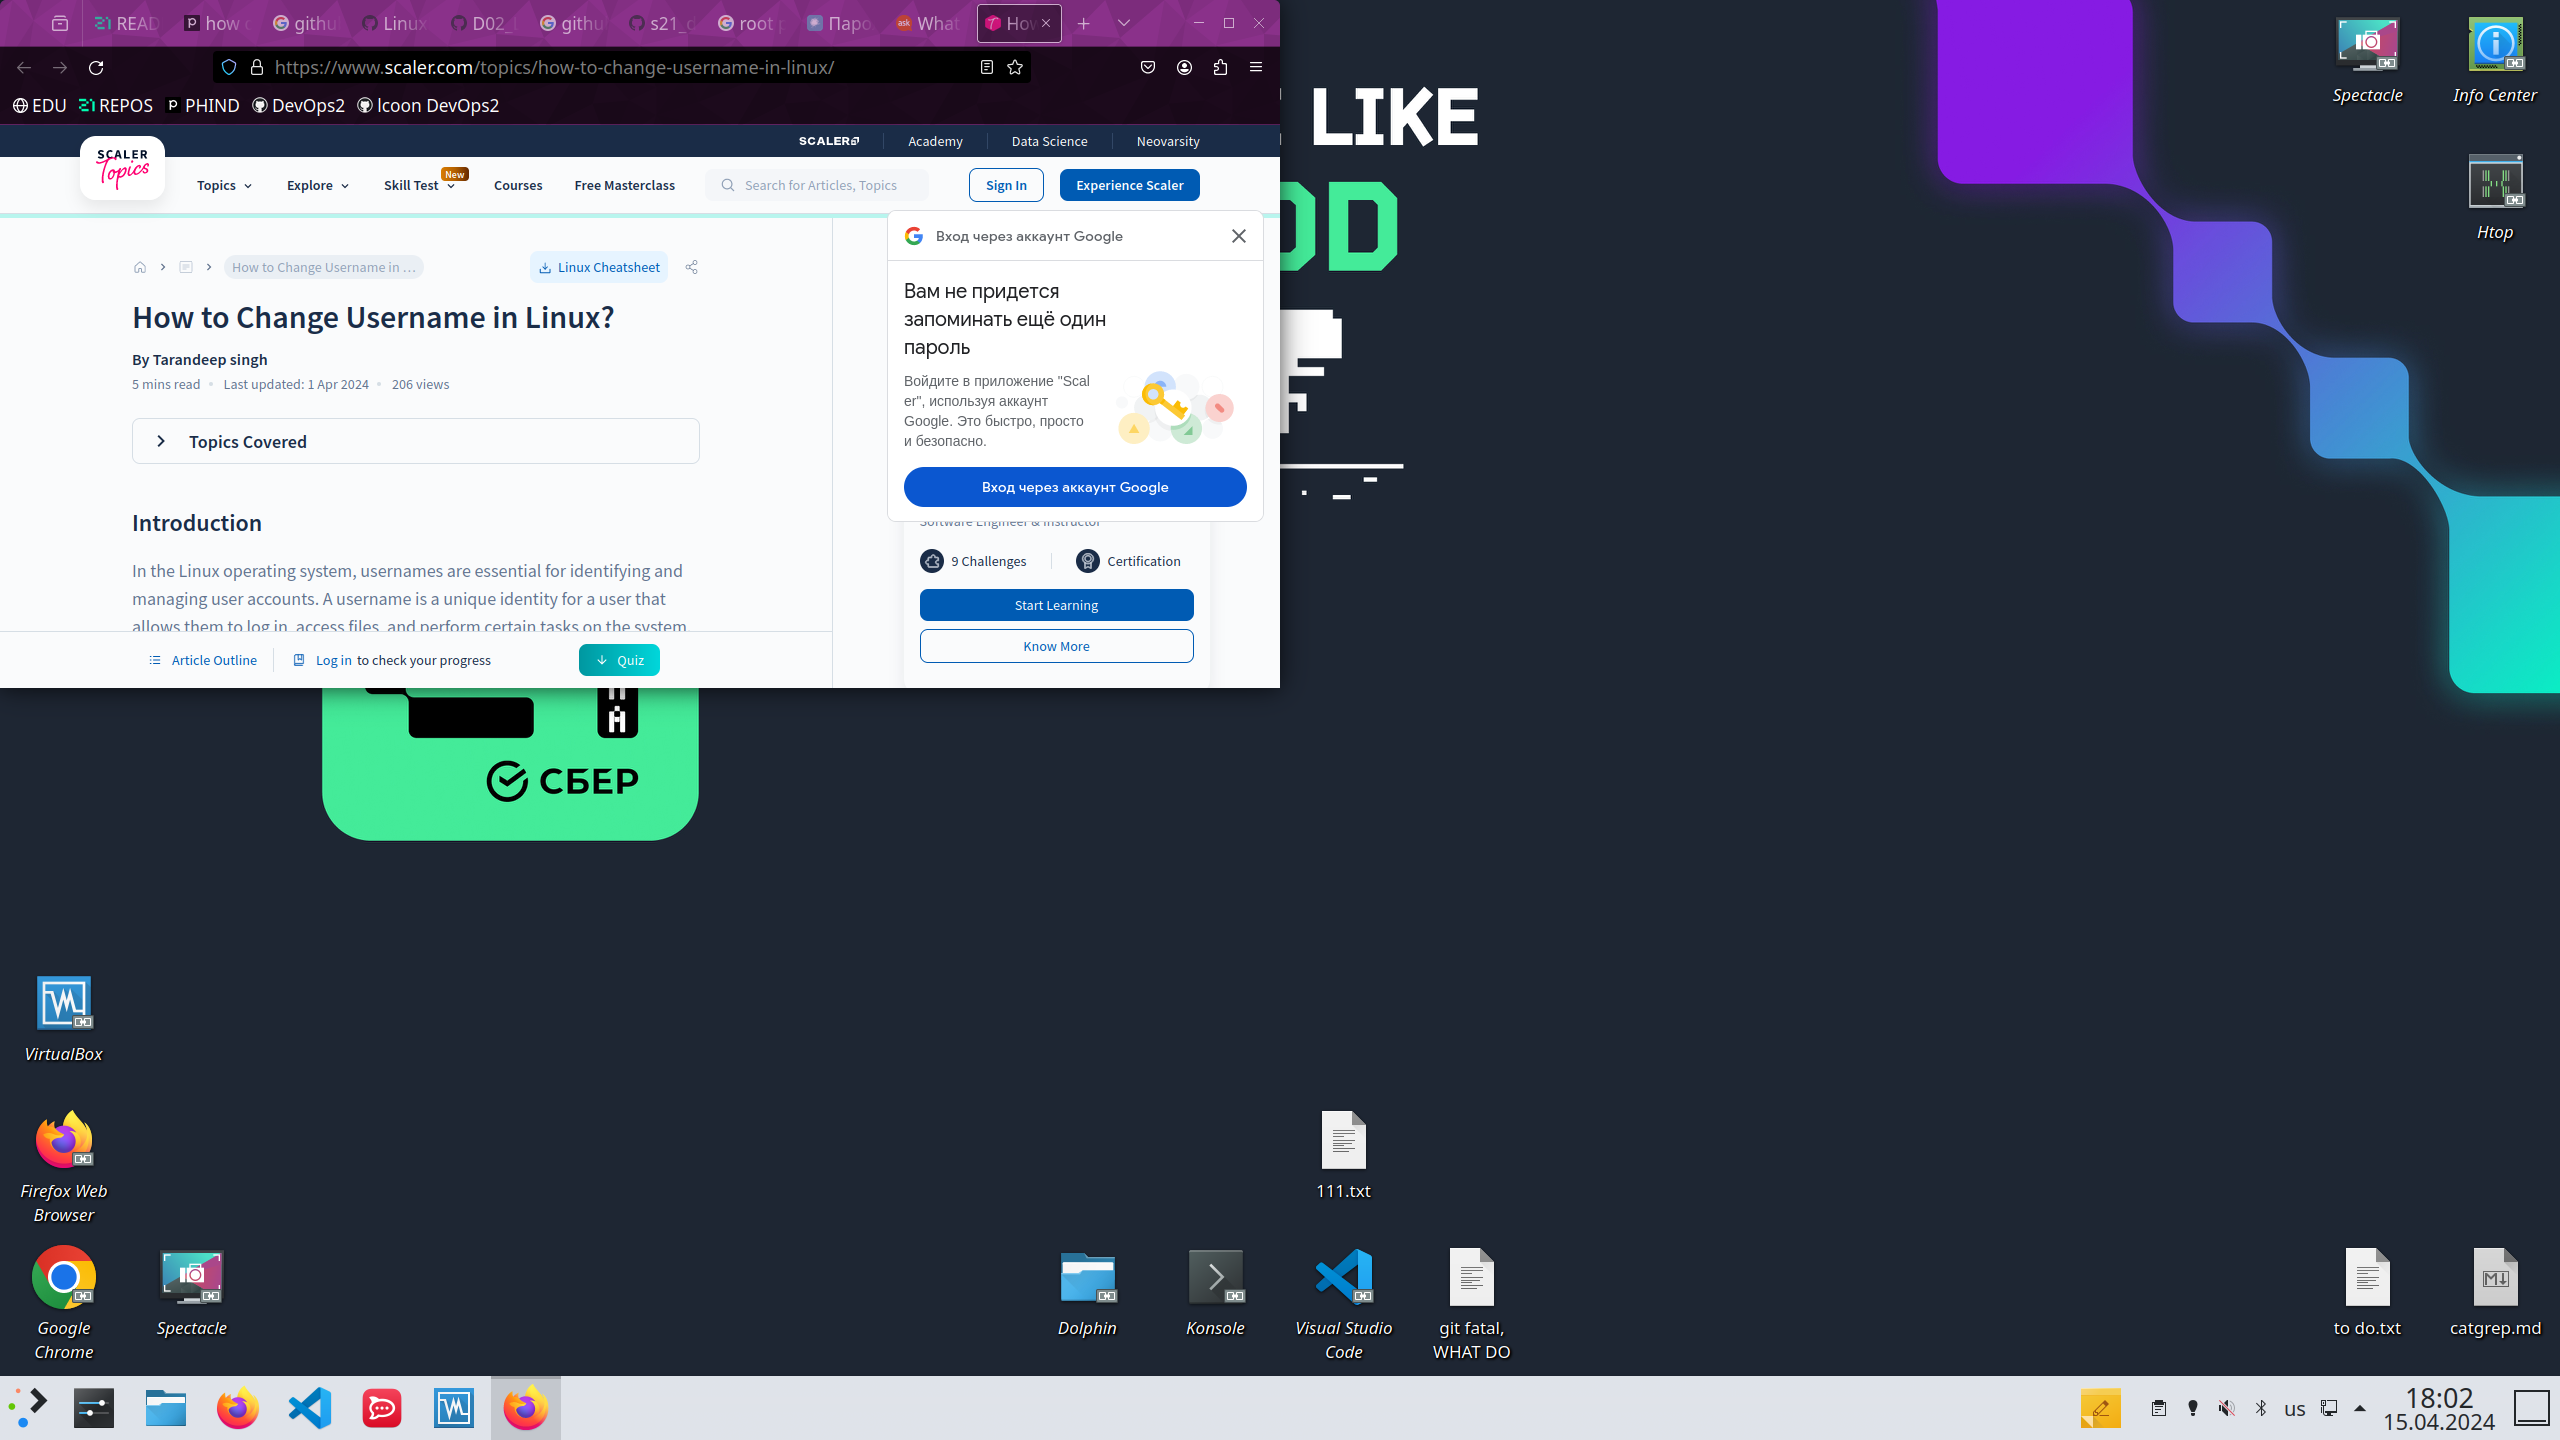 READ
how
githu
Linux
D02_
githu
s21_
root
Паро
What
How
https://www.scaler.com/topics/how-to-change-username-in-linux/
EDU
REPOS
PHIND
DevOps2
lcoon DevOps2
SCALER
Academy
Data Science
Neovarsity
SCALER
Topics
Topics
Explore
Skill Test
New
Courses
Free Masterclass
Search for Articles, Topics
Sign In
Experience Scaler
How to Change Username in ...
Linux Cheatsheet
How to Change Username in Linux?
By Tarandeep singh
5 mins read
Last updated: 1 Apr 2024
206 views
Topics Covered
Introduction
In the Linux operating system, usernames are essential for identifying and
managing user accounts. A username is a unique identity for a user that
allows them to log in, access files, and perform certain tasks on the system.
Article Outline
Log in to check your progress
Quiz
Вход через аккаунт Google
Вам не придется
запоминать ещё один
пароль
Войдите в приложение "Scal
er", используя аккаунт
Google. Это быстро, просто
и безопасно.
Вход через аккаунт Google
Software Engineer & Instructor
9 Challenges
Certification
Start Learning
Know More
LIKE
OD
СБЕР
Spectacle
Info Center
Htop
VirtualBox
Firefox Web
Browser
Google
Chrome
Spectacle
111.txt
Dolphin
Konsole
Visual Studio
Code
git fatal,
WHAT DO
to do.txt
catgrep.md
us
18:02
15.04.2024